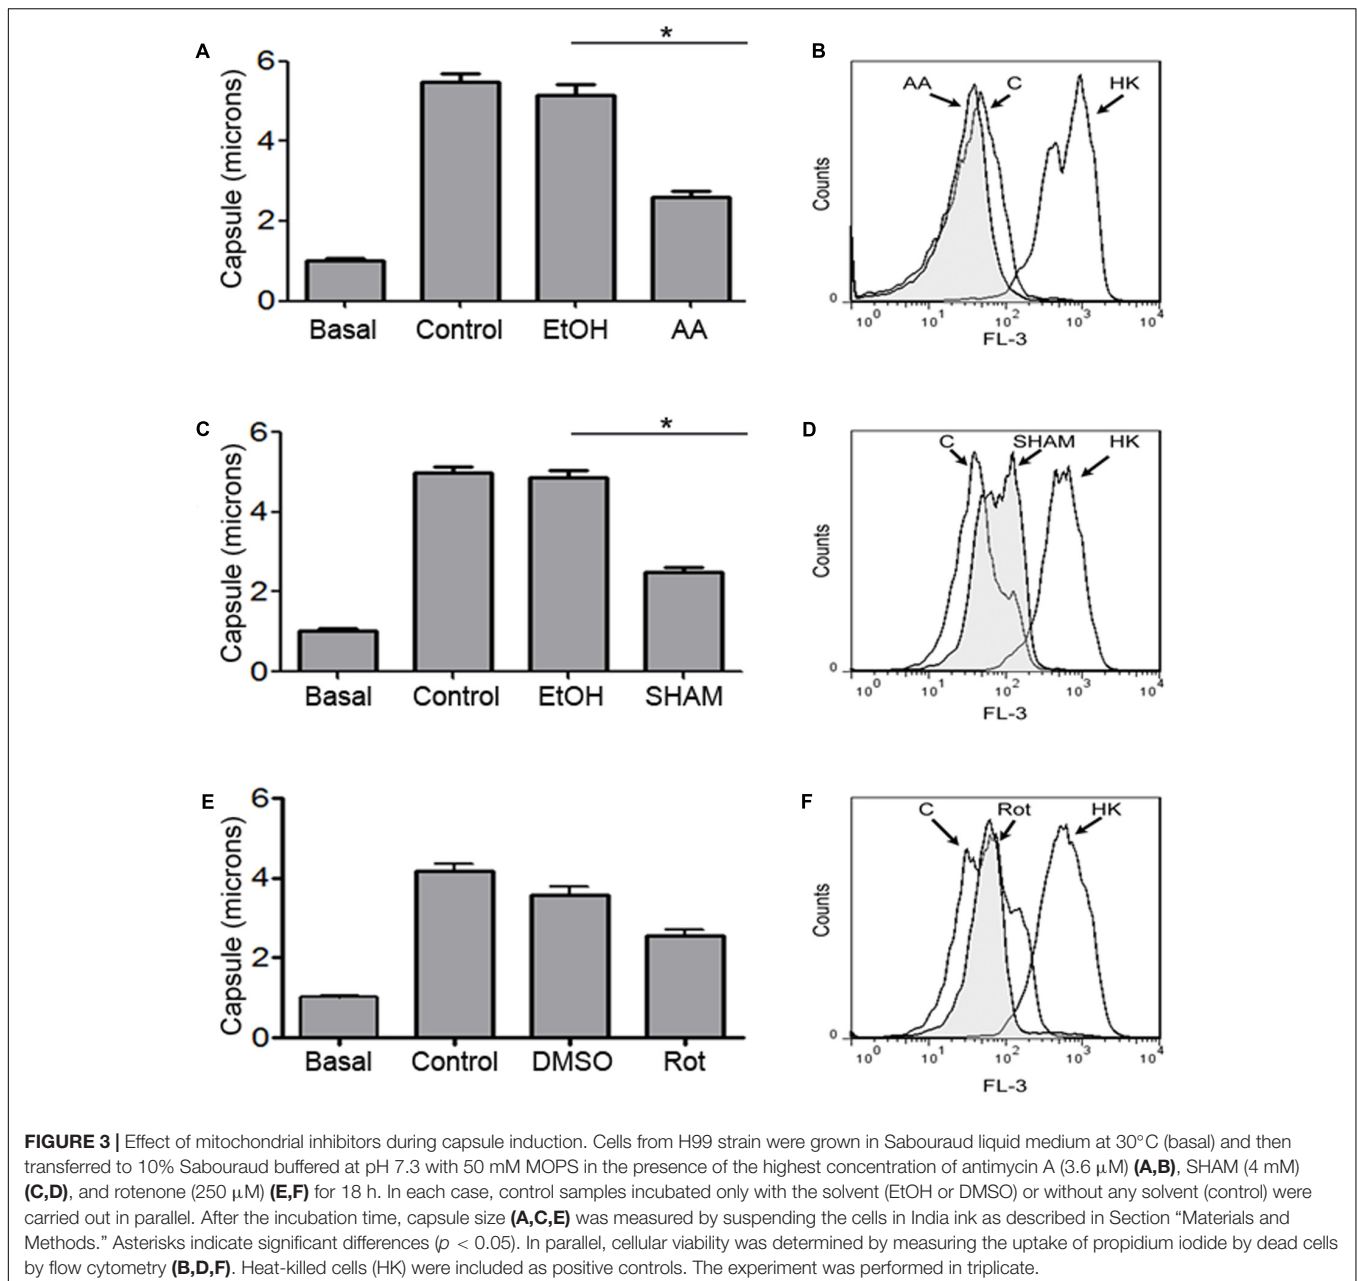 A
*
6
4
2
0
Capsule (microns)
Basal Control EtOH AA
B
AA C HK
Counts
0
10^0 10^1 10^2 10^3 10^4
FL-3
C
*
6
4
2
0
Capsule (microns)
Basal Control EtOH SHAM
D
C SHAM HK
Counts
0
10^0 10^1 10^2 10^3 10^4
FL-3
E
6
4
2
0
Capsule (microns)
Basal Control DMSO Rot
F
C Rot HK
Counts
0
10^0 10^1 10^2 10^3 10^4
FL-3
FIGURE 3 | Effect of mitochondrial inhibitors during capsule induction. Cells from H99 strain were grown in Sabouraud liquid medium at 30°C (basal) and then
transferred to 10% Sabouraud buffered at pH 7.3 with 50 mM MOPS in the presence of the highest concentration of antimycin A (3.6 μM) (A,B), SHAM (4 mM)
(C,D), and rotenone (250 μM) (E,F) for 18 h. In each case, control samples incubated only with the solvent (EtOH or DMSO) or without any solvent (control) were
carried out in parallel. After the incubation time, capsule size (A,C,E) was measured by suspending the cells in India ink as described in Section “Materials and
Methods.” Asterisks indicate significant differences (p < 0.05). In parallel, cellular viability was determined by measuring the uptake of propidium iodide by dead cells
by flow cytometry (B,D,F). Heat-killed cells (HK) were included as positive controls. The experiment was performed in triplicate.